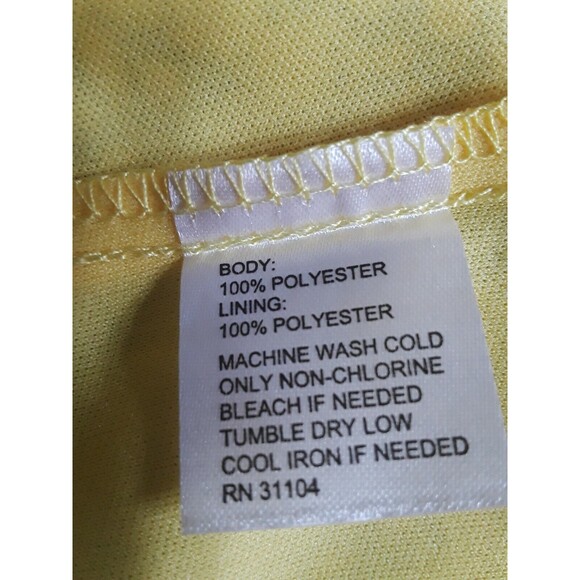 BODY:
100% POLYESTER
LINING:
100% POLYESTER
MACHINE WASH COLD
ONLY NON-CHLORINE
BLEACH IF NEEDED
TUMBLE DRY LOW
COOL IRON IF NEEDED
RN 31104